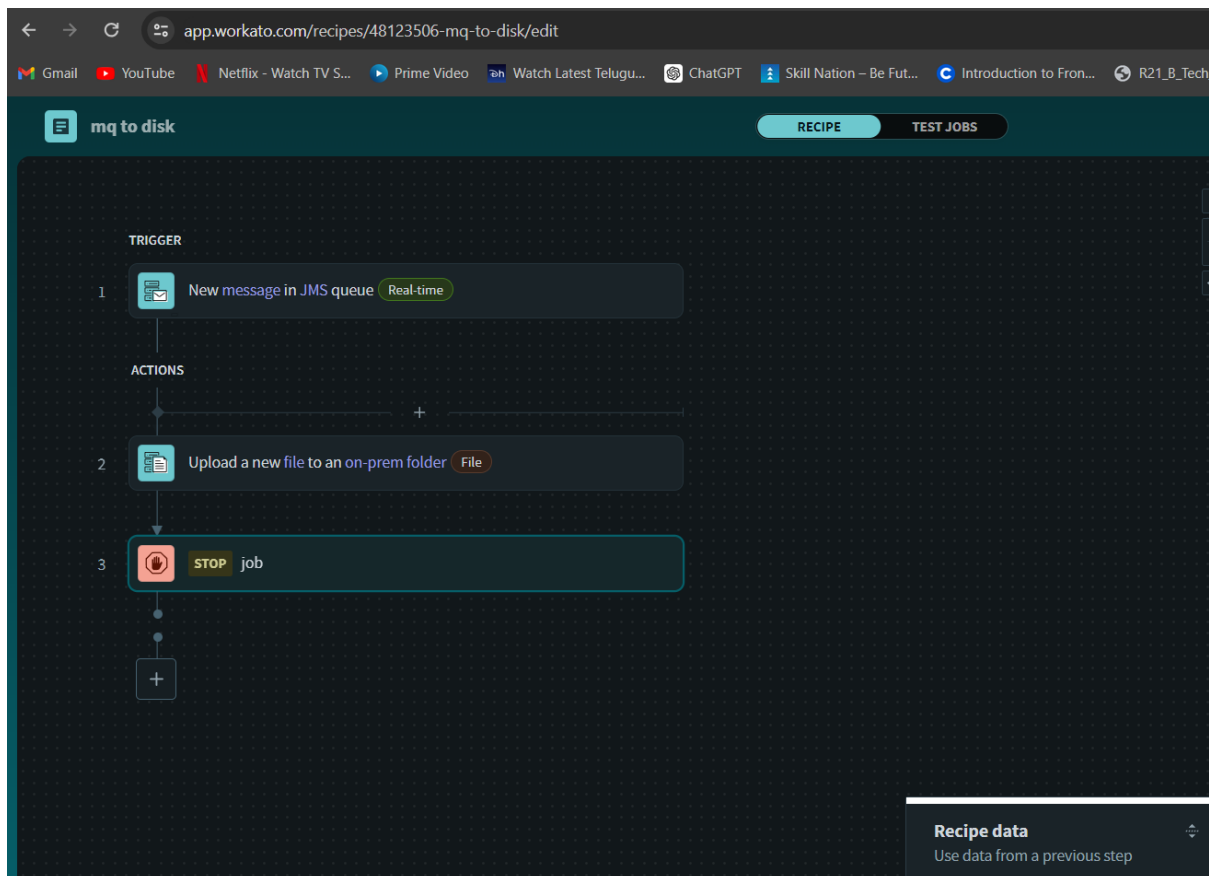 app.workato.com/recipes/48123506-mq-to-disk/edit
Gmail YouTube Netflix - Watch TV S... Prime Video Watch Latest Telugu... ChatGPT Skill Nation – Be Fut... Introduction to Fron... R21_B_Tech
mq to disk RECIPE TEST JOBS
TRIGGER
1 New message in JMS queue Real-time
ACTIONS
2 Upload a new file to an on-prem folder File
3 STOP job
Recipe data
Use data from a previous step